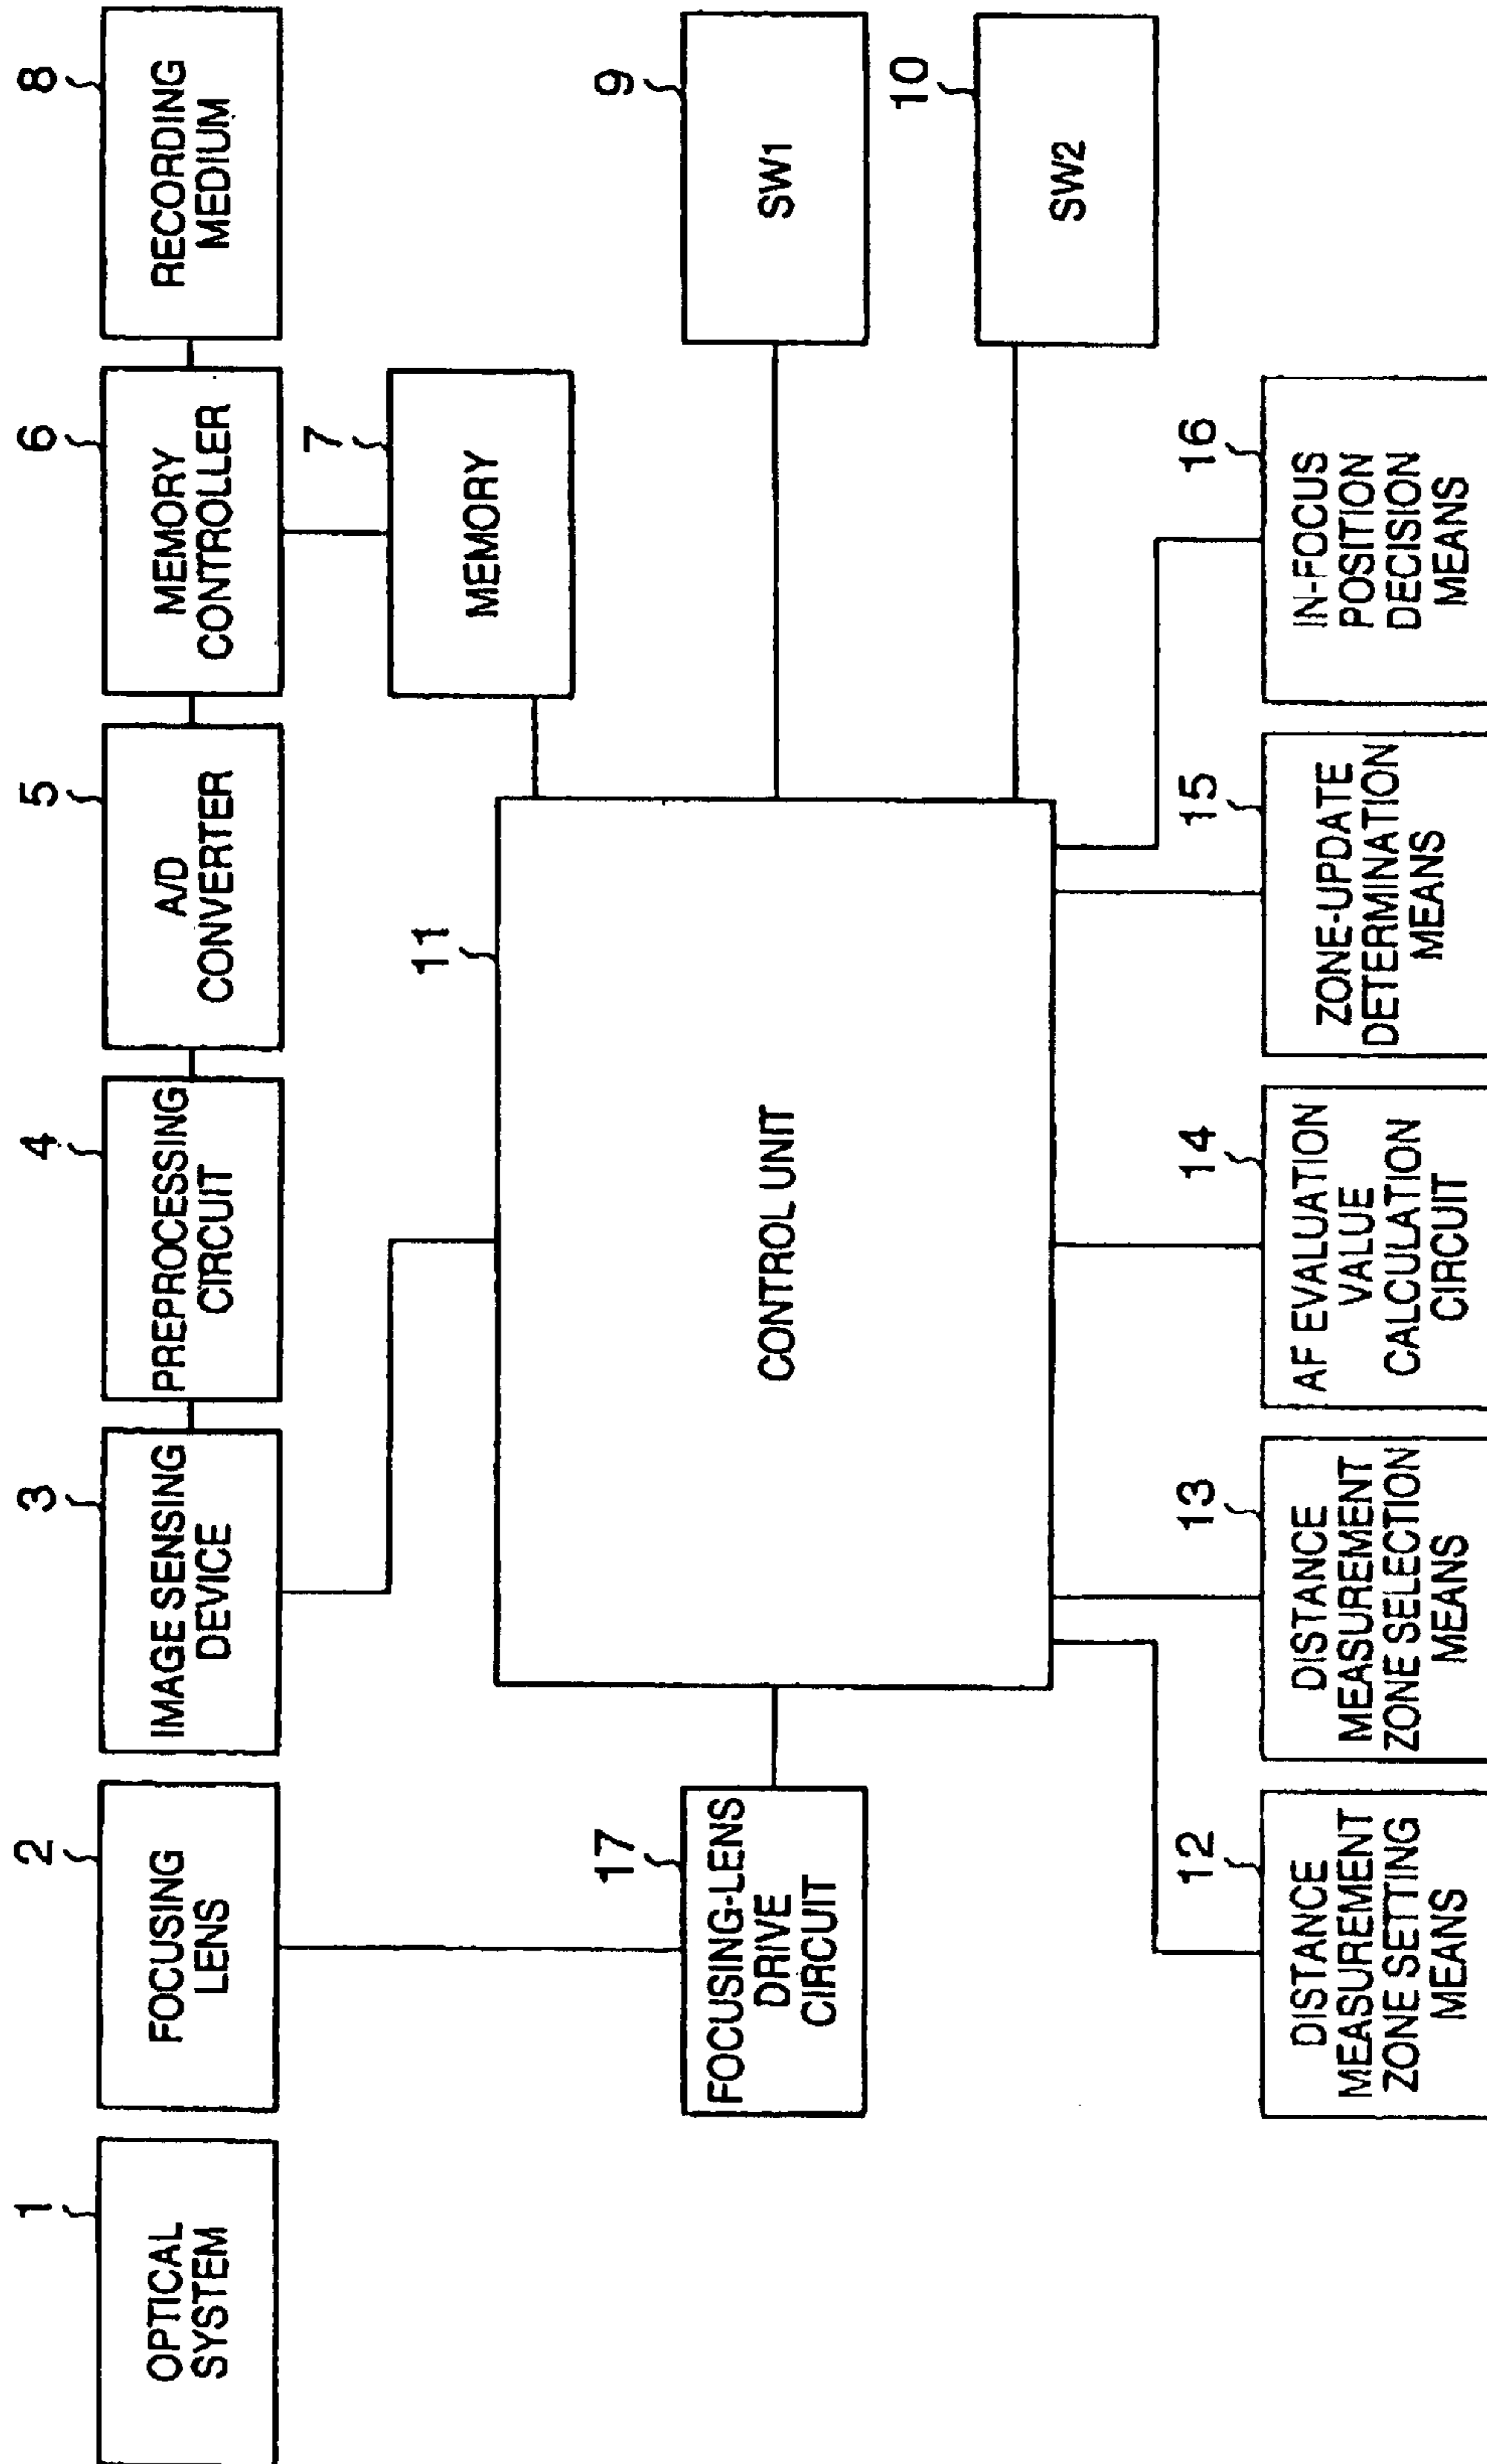 1
OPTICAL
SYSTEM
2
FOCUSING
LENS
3
IMAGE SENSING
DEVICE
4
PREPROCESSING
CIRCUIT
5
A/D
CONVERTER
6
MEMORY
CONTROLLER
8
RECORDING
MEDIUM
7
MEMORY
17
FOCUSING-LENS
DRIVE
CIRCUIT
11
CONTROL UNIT
9
SW1
10
SW2
12
DISTANCE
MEASUREMENT
ZONE SETTING
MEANS
13
DISTANCE
MEASUREMENT
ZONE SELECTION
MEANS
14
AF EVALUATION
VALUE
CALCULATION
CIRCUIT
15
ZONE-UPDATE
DETERMINATION
MEANS
16
IN-FOCUS
POSITION
DECISION
MEANS